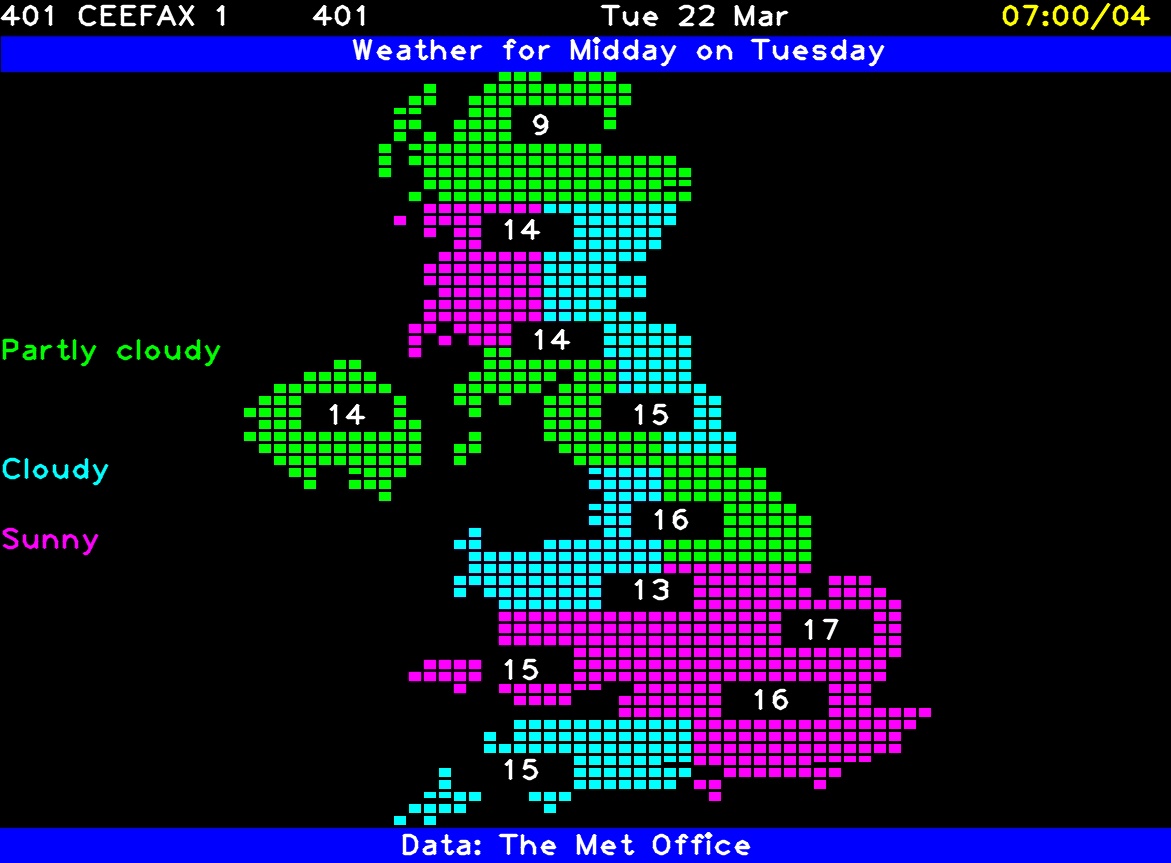 401 CEEFAX 1 401 Tue 22 Mar 07:00/04
Weather for Midday on Tuesday
9
14
14
Partly cloudy
14
15
Cloudy
16
Sunny
13
17
15
16
15
Data: The Met Office